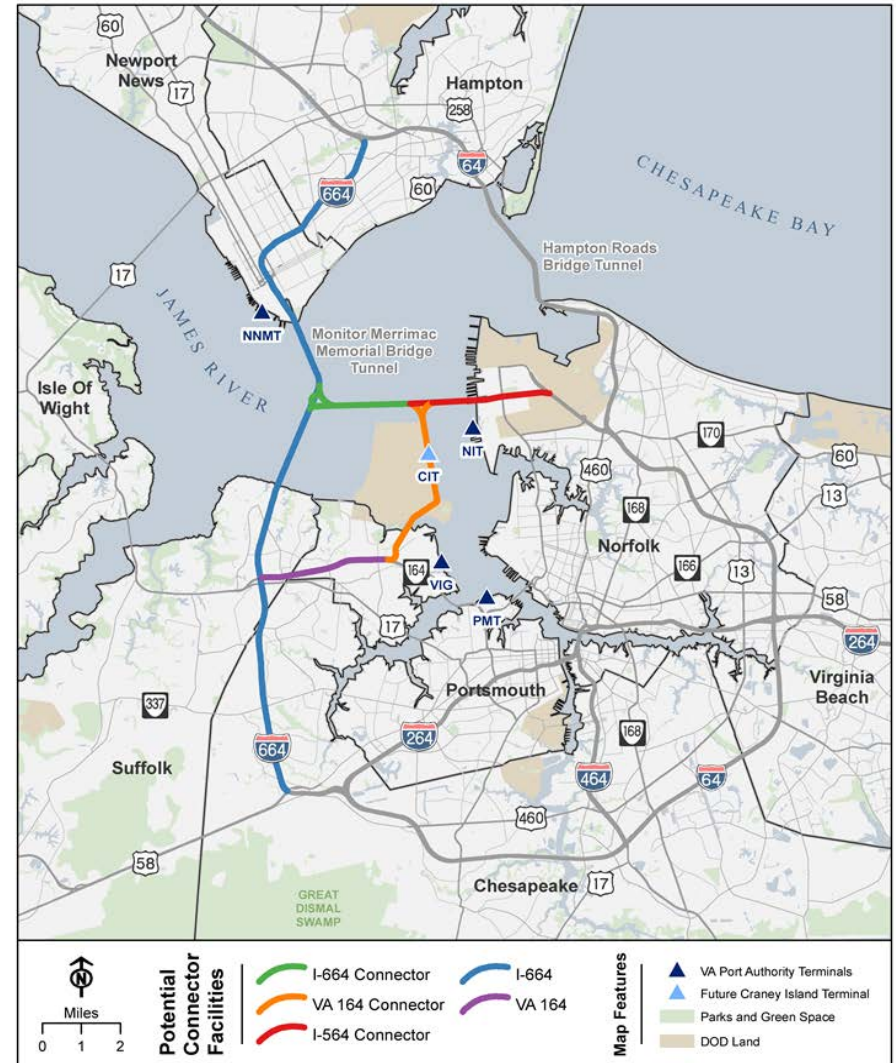 60
Newport
News
17
Hampton
258
64
664
60
CHESAPEAKE BAY
Hampton Roads
Bridge Tunnel
17
JAMES RIVER
NNMT
Monitor Merrimac
Memorial Bridge
Tunnel
Isle Of
Wight
NIT
170
CIT
460
60
13
168
Norfolk
164
VIG
166
13
17
PMT
58
264
Portsmouth
Virginia
Beach
337
664
264
168
Suffolk
464
64
460
58
Chesapeake
17
GREAT
DISMAL
SWAMP
N
Miles
0 1 2
Potential
Connector
Facilities
I-664 Connector
VA 164 Connector
I-564 Connector
I-664
VA 164
Map Features
VA Port Authority Terminals
Future Craney Island Terminal
Parks and Green Space
DOD Land